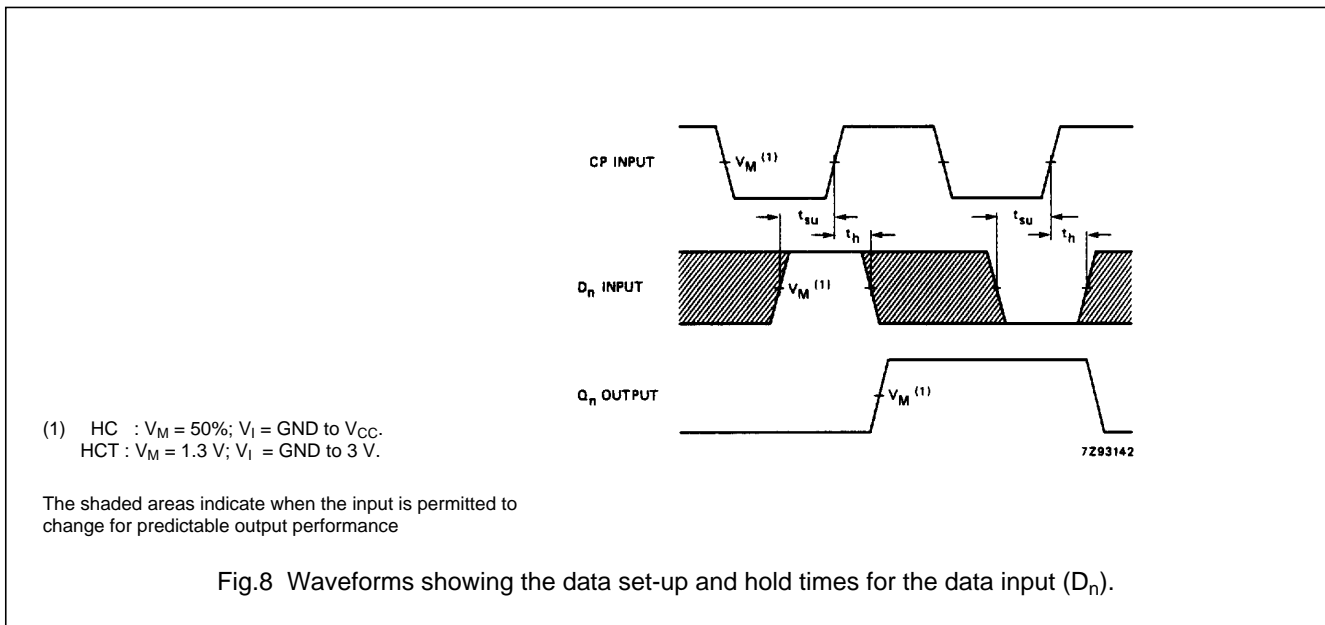 CP INPUT
V_M (1)
t_su
t_su
t_h
t_h
D_n INPUT
V_M (1)
Q_n OUTPUT
V_M (1)
7Z93142
(1) HC : V_M = 50%; V_I = GND to V_CC.
HCT : V_M = 1.3 V; V_I = GND to 3 V.
The shaded areas indicate when the input is permitted to
change for predictable output performance
Fig.8 Waveforms showing the data set-up and hold times for the data input (D_n).